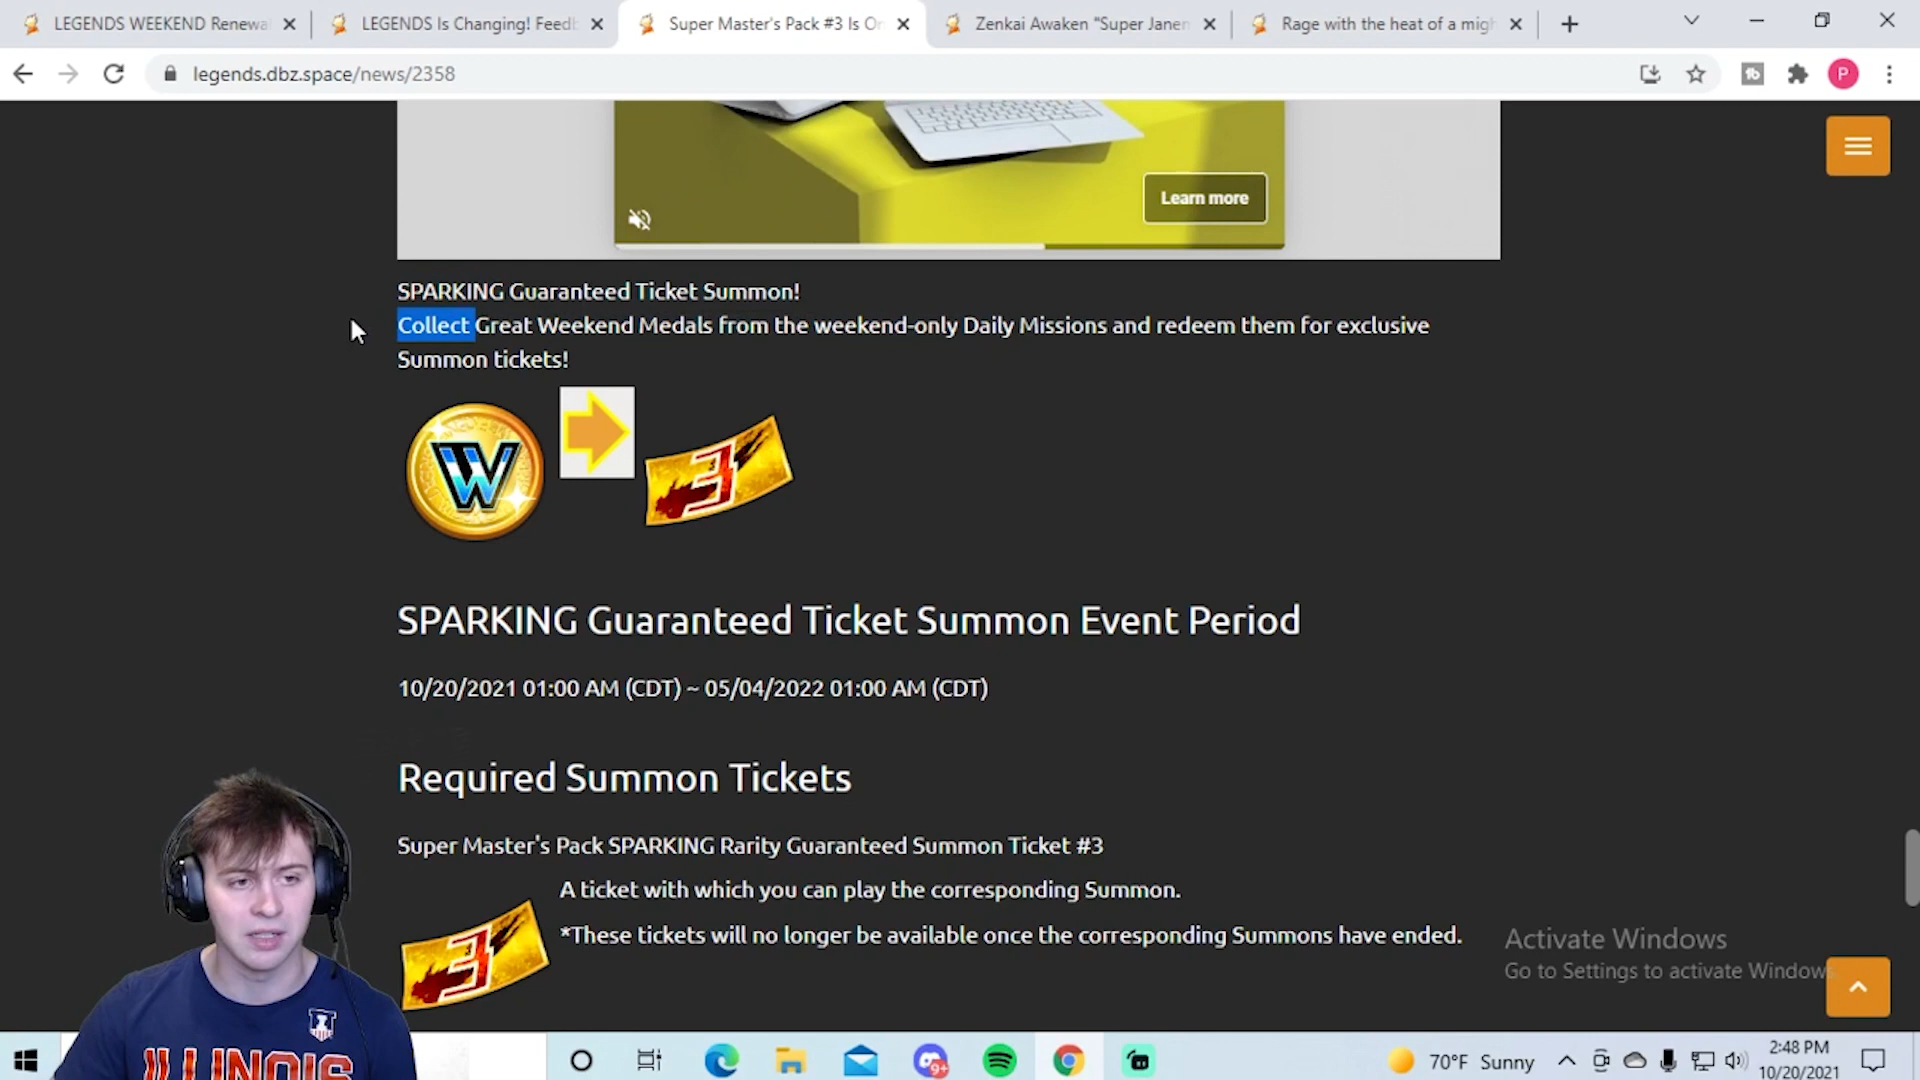 LEGENDS WEEKEND Renewa
LEGENDS Is Changing! Feedb
Super Master's Pack #3 Is On
Zenkai Awaken "Super Janem
Rage with the heat of a migh
legends.dbz.space/news/2358
P
Learn more
SPARKING Guaranteed Ticket Summon!
Collect Great Weekend Medals from the weekend-only Daily Missions and redeem them for exclusive
Summon tickets!
W
3
SPARKING Guaranteed Ticket Summon Event Period
10/20/2021 01:00 AM (CDT) ~ 05/04/2022 01:00 AM (CDT)
Required Summon Tickets
Super Master's Pack SPARKING Rarity Guaranteed Summon Ticket #3
A ticket with which you can play the corresponding Summon.
3
*These tickets will no longer be available once the corresponding Summons have ended.
Activate Windows
Go to Settings to activate Windows
I
ILLINOIS
9+
70°F Sunny
2:48 PM
10/20/2021